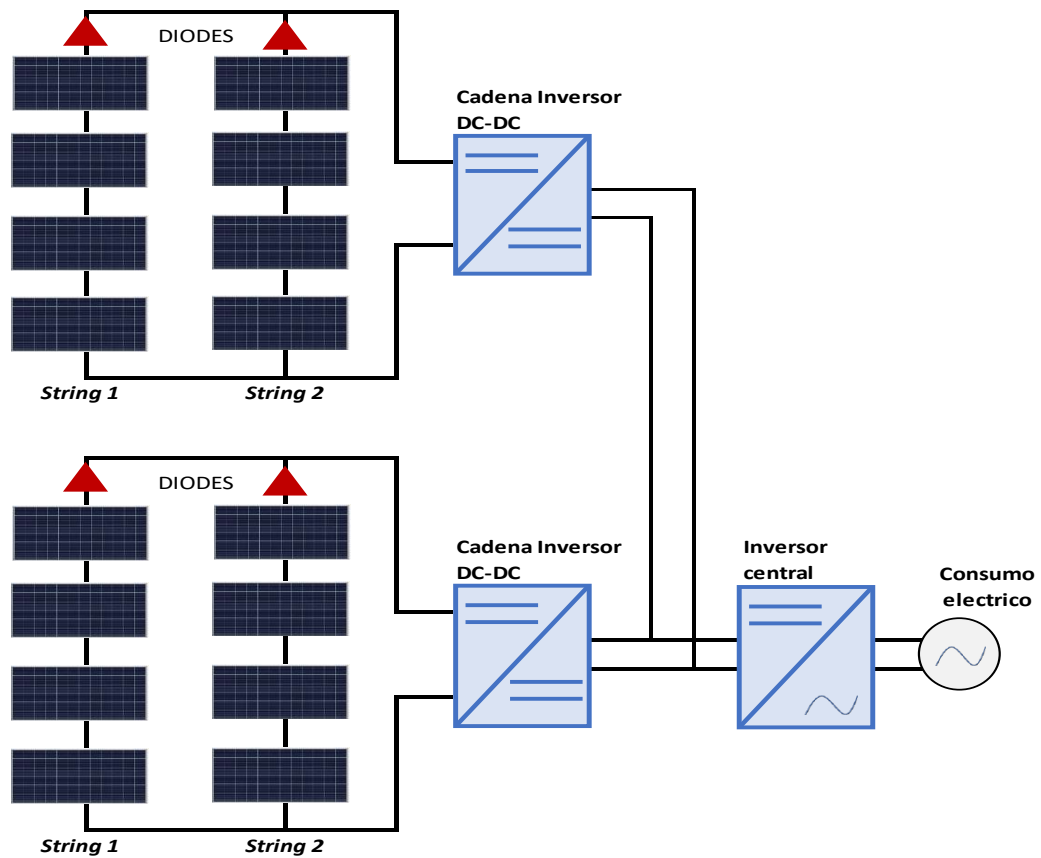 DIODES
Cadena Inversor
DC-DC
String 1
String 2
DIODES
Cadena Inversor
DC-DC
Inversor
central
Consumo
electrico
String 1
String 2